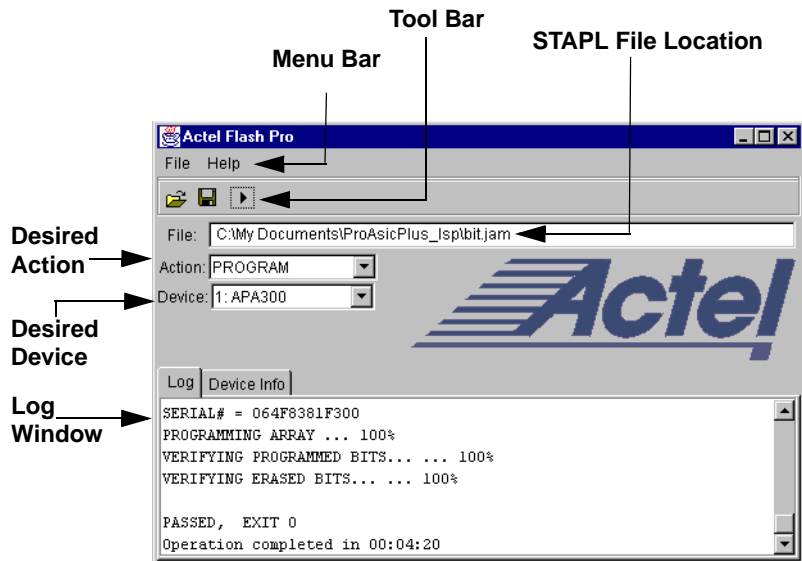 Tool Bar
STAPL File Location
Menu Bar
Actel Flash Pro
File Help
File: C:\My Documents\ProAsicPlus_Isp\bit.jam
Desired
Action
Action: PROGRAM
Device: 1: APA300
Actel
Desired
Device
Log Device Info
Log
Window
SERIAL# = 064F8381F300
PROGRAMMING ARRAY ... 100%
VERIFYING PROGRAMMED BITS... ... 100%
VERIFYING ERASED BITS... ... 100%
PASSED, EXIT 0
Operation completed in 00:04:20